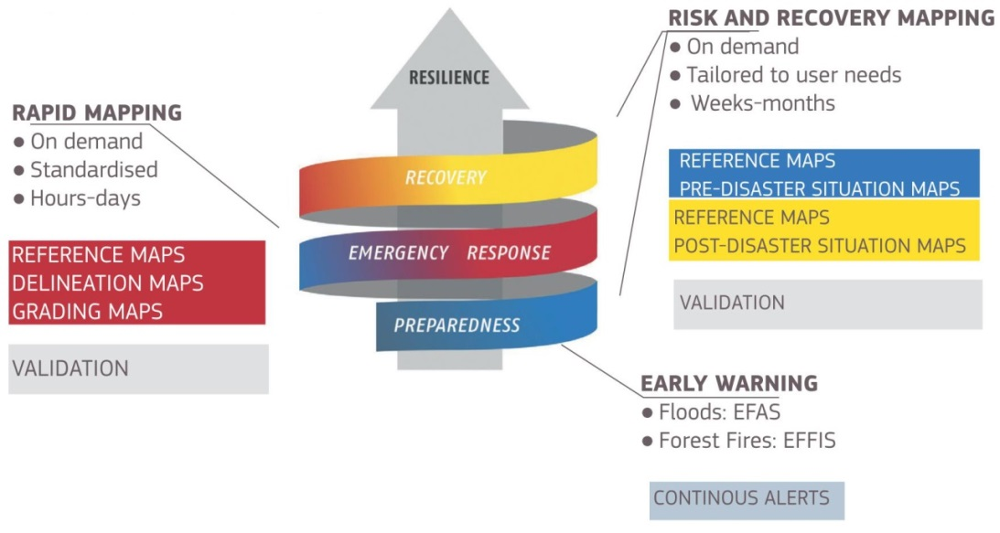 RISK AND RECOVERY MAPPING
● On demand
● Tailored to user needs
● Weeks-months
REFERENCE MAPS
PRE-DISASTER SITUATION MAPS
REFERENCE MAPS
POST-DISASTER SITUATION MAPS
VALIDATION
RAPID MAPPING
● On demand
● Standardised
● Hours-days
REFERENCE MAPS
DELINEATION MAPS
GRADING MAPS
VALIDATION
RESILIENCE
RECOVERY
EMERGENCY RESPONSE
PREPAREDNESS
EARLY WARNING
● Floods: EFAS
● Forest Fires: EFFIS
CONTINOUS ALERTS